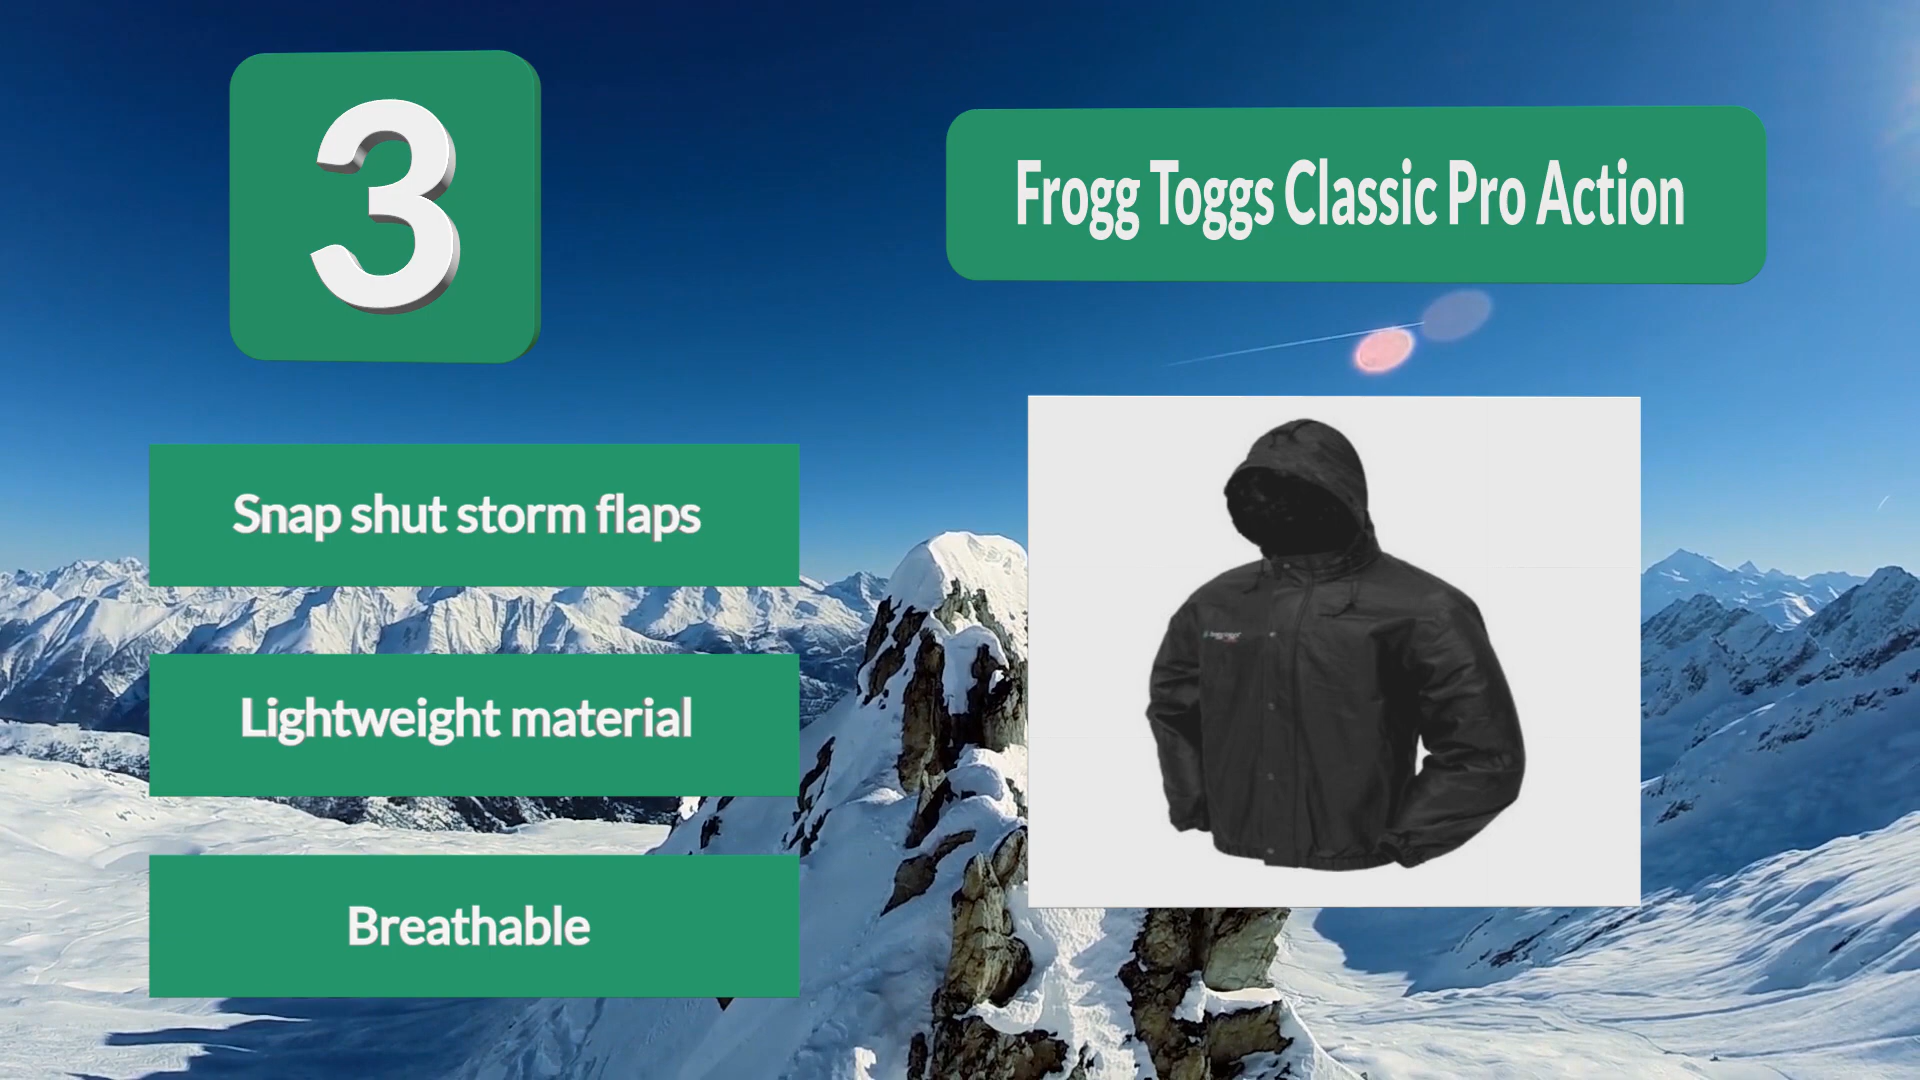 3
Frogg Toggs Classic Pro Action
Snap shut storm flaps
Lightweight material
Breathable